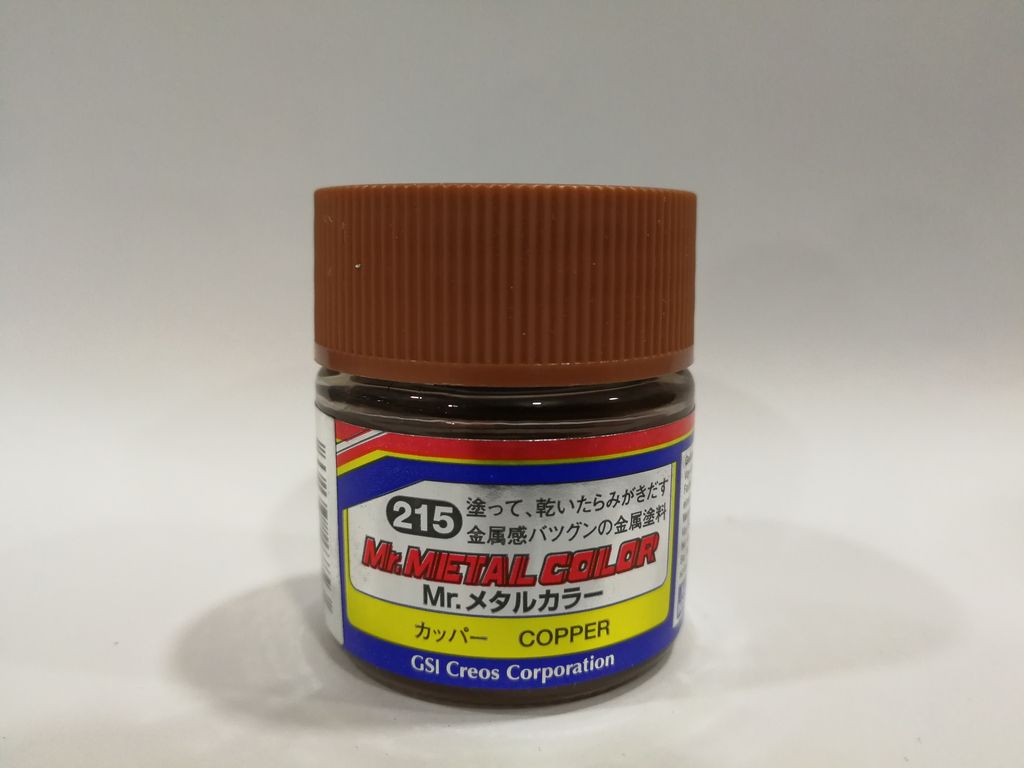 215
塗って、乾いたらみがきだす
金属感バツグンの金属塗料
Mr.METAL COLOR
Mr.メタルカラー
カッパー COPPER
GSI Creos Corporation